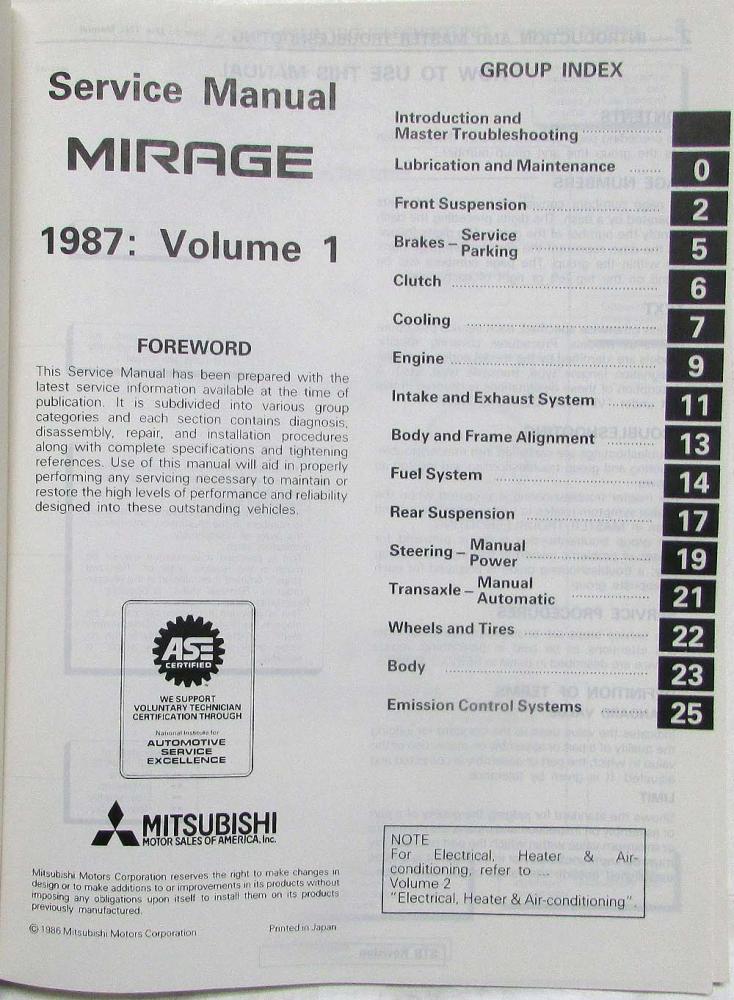 Service Manual
MIRAGE
1987: Volume 1
FOREWORD
This Service Manual has been prepared with the
latest service information available at the time of
publication. It is subdivided into various group
categories and each section contains diagnosis,
disassembly, repair, and installation procedures
along with complete specifications and tightening
references. Use of this manual will aid in properly
performing any servicing necessary to maintain or
restore the high levels of performance and reliability
designed into these outstanding vehicles.
ASE
CERTIFIED
WE SUPPORT
VOLUNTARY TECHNICIAN
CERTIFICATION THROUGH
National Institute for
AUTOMOTIVE
SERVICE
EXCELLENCE
MITSUBISHI
MOTOR SALES OF AMERICA, Inc.
Mitsubishi Motors Corporation reserves the right to make changes in
design or to make additions to or improvements in its products without
imposing any obligations upon itself to install them on its products
previously manufactured.
© 1986 Mitsubishi Motors Corporation Printed in Japan
GROUP INDEX
Introduction and
Master Troubleshooting
Lubrication and Maintenance 0
Front Suspension 2
Brakes – Service
Parking 5
Clutch 6
Cooling 7
Engine 9
Intake and Exhaust System 11
Body and Frame Alignment 13
Fuel System 14
Rear Suspension 17
Steering – Manual
Power 19
Transaxle – Manual
Automatic 21
Wheels and Tires 22
Body 23
Emission Control Systems 25
NOTE
For Electrical, Heater & Air-
conditioning, refer to ...
Volume 2
"Electrical, Heater & Air-conditioning".